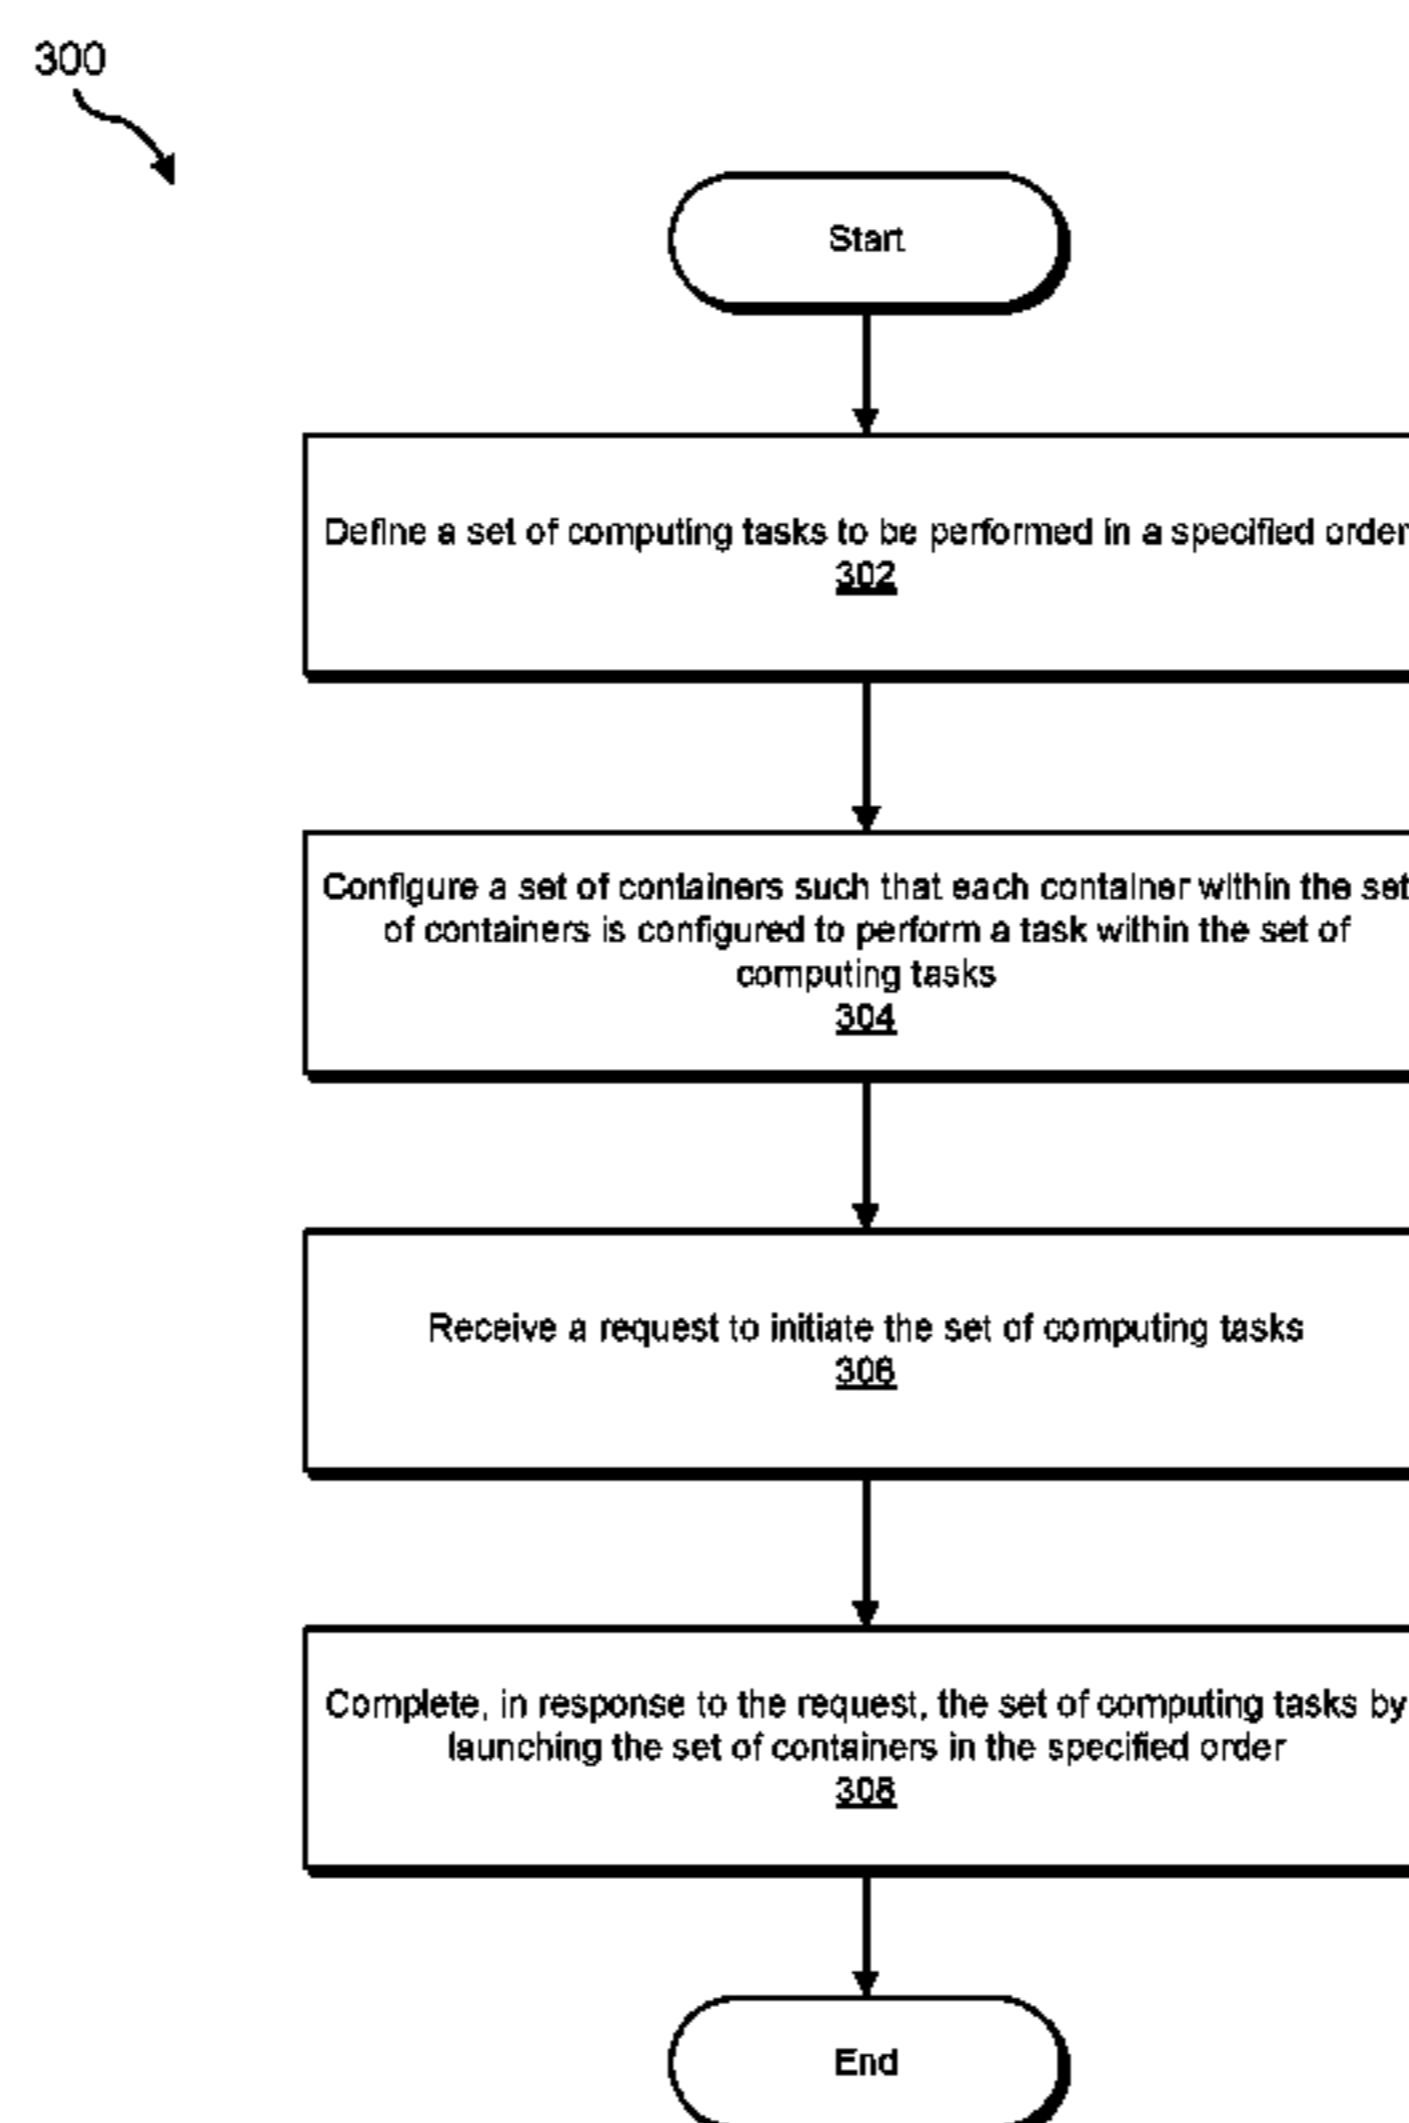 300
Start
Define a set of computing tasks to be performed in a specified order
302
Configure a set of containers such that each container within the set
of containers is configured to perform a task within the set of
computing tasks
304
Receive a request to initiate the set of computing tasks
306
Complete, in response to the request, the set of computing tasks by
launching the set of containers in the specified order
308
End